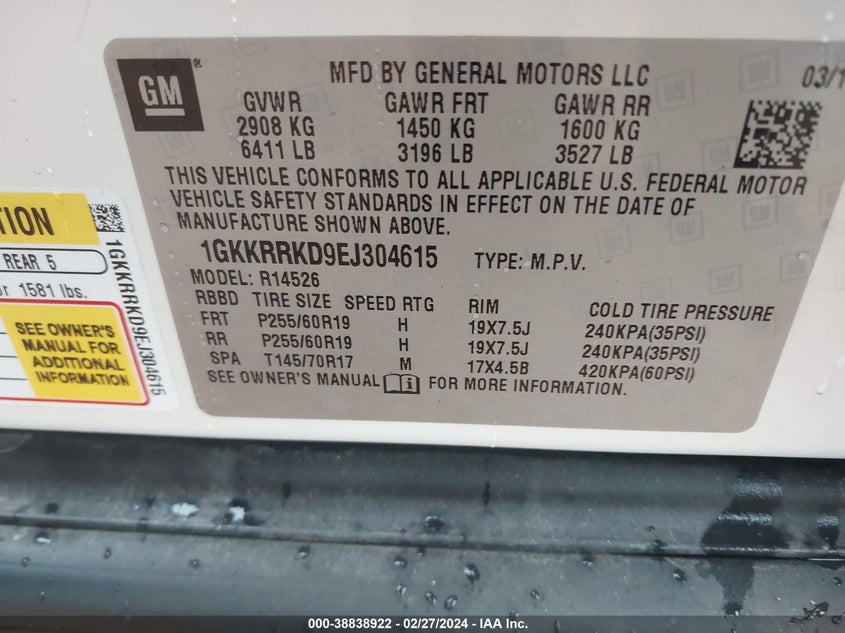 GM®
MFD BY GENERAL MOTORS LLC
03/1
GVWR GAWR FRT GAWR RR
2908 KG 1450 KG 1600 KG
6411 LB 3196 LB 3527 LB
THIS VEHICLE CONFORMS TO ALL APPLICABLE U.S. FEDERAL MOTOR
VEHICLE SAFETY STANDARDS IN EFFECT ON THE DATE OF
MANUFACTURE SHOWN ABOVE.
1GKKRRKD9EJ304615 TYPE: M.P.V.
MODEL: R14526
RBBD TIRE SIZE SPEED RTG RIM COLD TIRE PRESSURE
FRT P255/60R19 H 19X7.5J 240KPA(35PSI)
RR P255/60R19 H 19X7.5J 240KPA(35PSI)
SPA T145/70R17 M 17X4.5B 420KPA(60PSI)
SEE OWNER'S MANUAL FOR MORE INFORMATION.
REAR 5
1581 lbs.
SEE OWNER'S
MANUAL FOR
ADDITIONAL
INFORMATION
1GKKRRKD9EJ304615
000-38838922 / 02/27/2024 - IAA Inc.